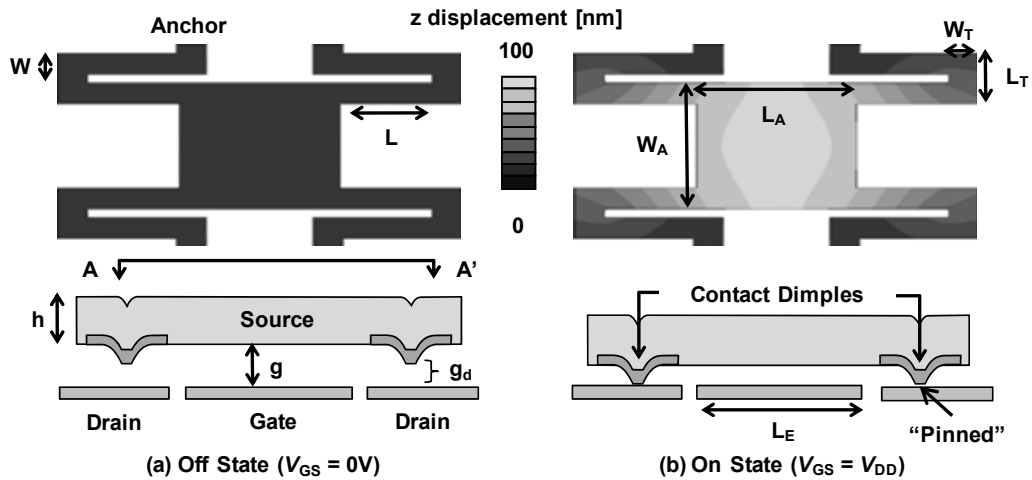 z displacement [nm]
Anchor
W
L
100
0
W_T
L_T
L_A
W_A
A
A’
h
Source
g
g_d
Drain
Gate
Drain
(a) Off State (V_GS = 0V)
Contact Dimples
L_E
“Pinned”
(b) On State (V_GS = V_DD)